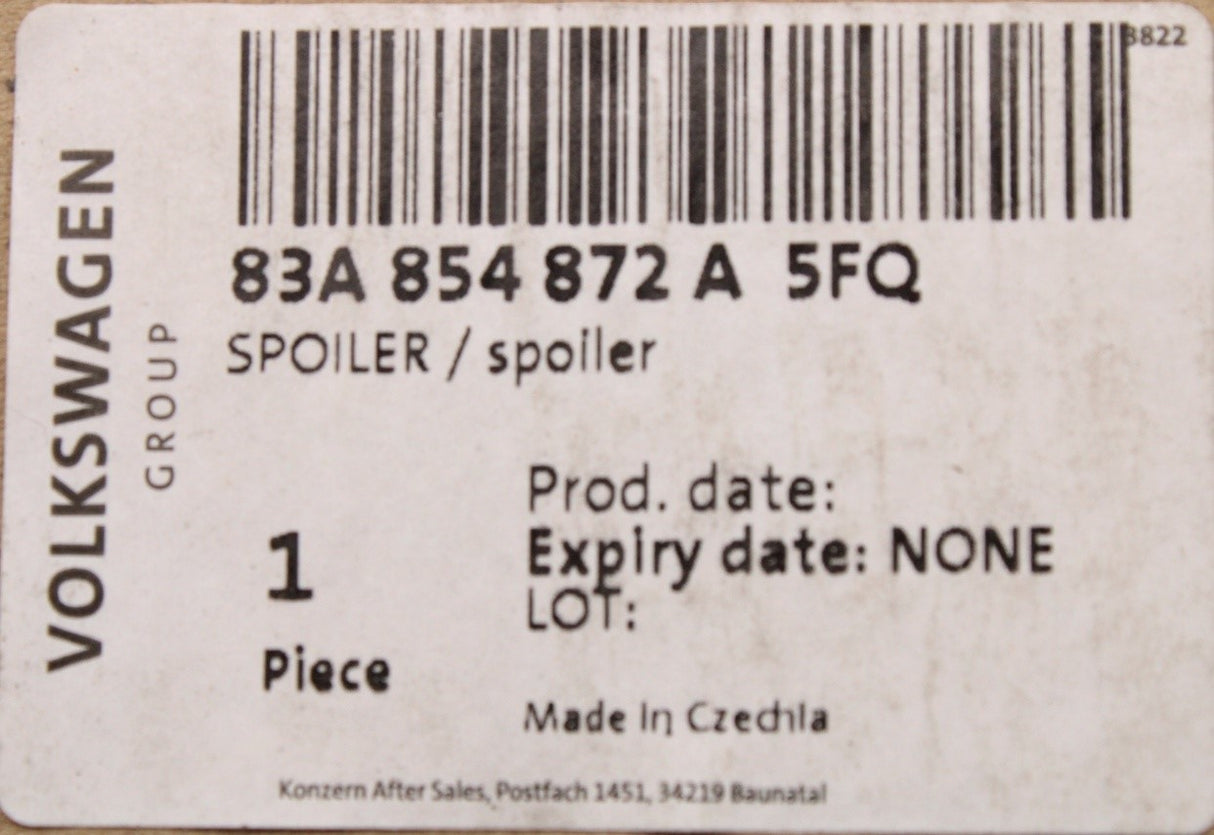 3822
83A 854 872 A 5FQ
SPOILER / spoiler
VOLKSWAGEN
GROUP
Prod. date:
Expiry date: NONE
LOT:
1
Piece
Made In Czechia
Konzern After Sales, Postfach 1451, 34219 Baunatal